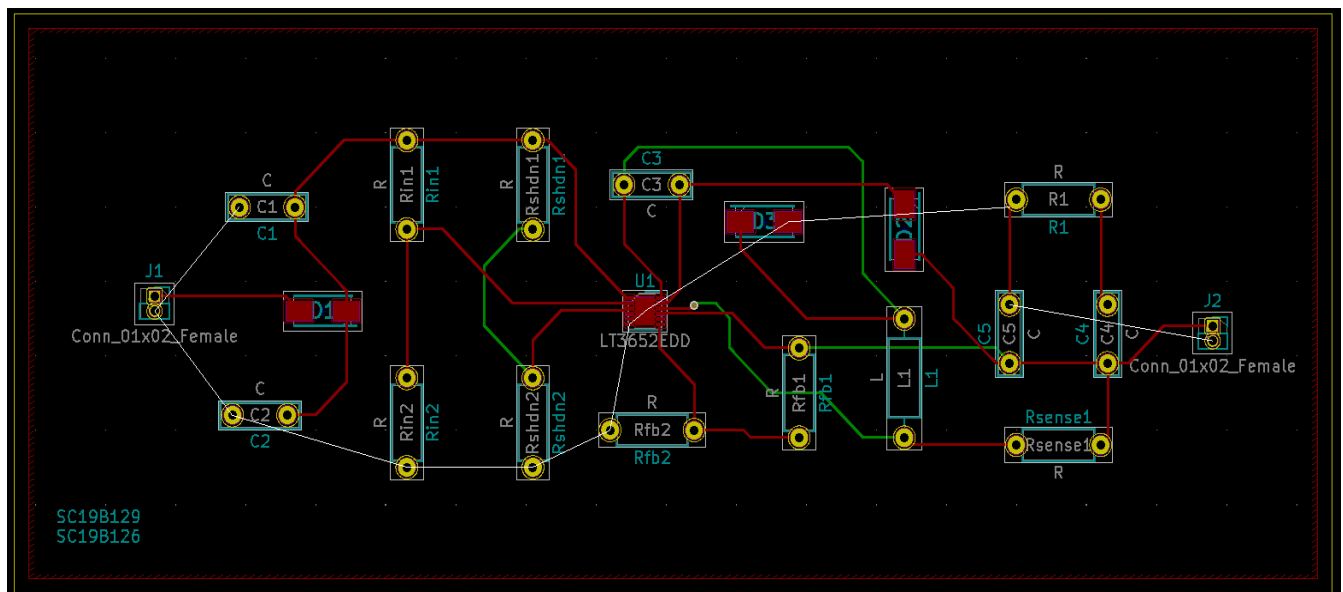 C
C1
C1
J1
Conn_01x02_Female
D1
C
C2
C2
R
Rin1
Rin1
R
Rshdn1
Rshdn1
R
Rin2
Rin2
R
Rshdn2
Rshdn2
C3
C3
C
U1
LT3652EDD
D3
D2
R
Rfb2
Rfb2
R
Rfb1
Rfb1
L
L1
L1
R
R1
R1
C5
C5
C
C4
C4
C
J2
Conn_01x02_Female
Rsense1
Rsense1
R
SC19B129
SC19B126